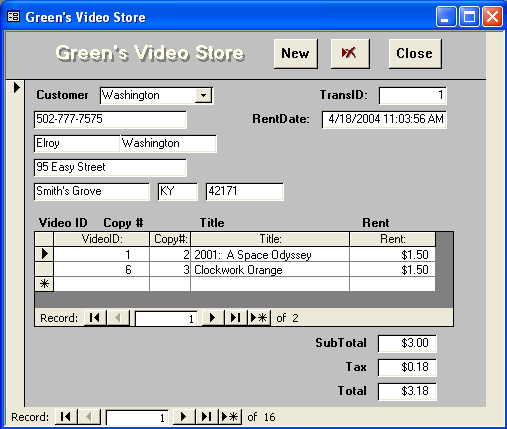 Green's Video Store
Green's Video Store New Close
Customer Washington TransID: 1
502-777-7575 RentDate: 4/18/2004 11:03:56 AM
Elroy Washington
95 Easy Street
Smith's Grove KY 42171
Video ID Copy # Title Rent
VideoID: Copy#: Title: Rent:
1 2 2001: A Space Odyssey $1.50
6 3 Clockwork Orange $1.50
Record: 1 of 2
SubTotal $3.00
Tax $0.18
Total $3.18
Record: 1 of 16